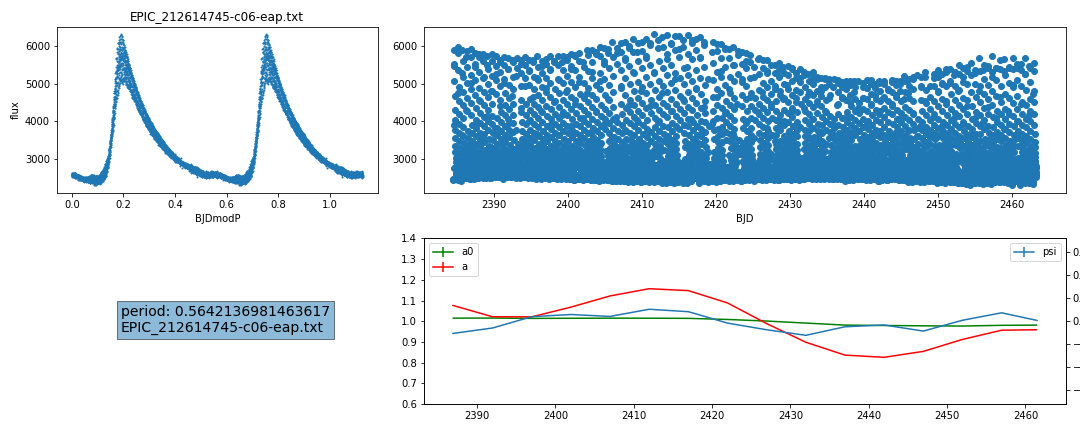 EPIC_212614745-c06-eap.txt
flux
6000
5000
4000
3000
0.0 0.2 0.4 0.6 0.8 1.0
BJDmodP
6000
5000
4000
3000
2390 2400 2410 2420 2430 2440 2450 2460
BJD
period: 0.5642136981463617
EPIC_212614745-c06-eap.txt
1.4
1.3
1.2
1.1
1.0
0.9
0.8
0.7
0.6
a0
a
psi
2390 2400 2410 2420 2430 2440 2450 2460